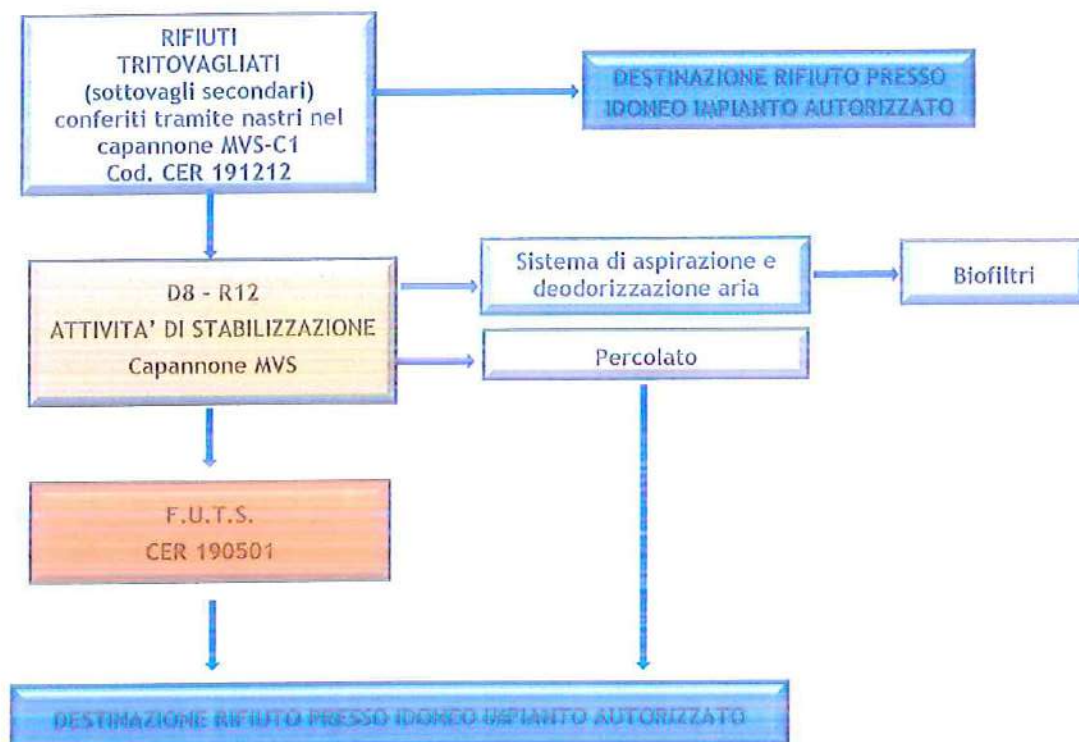 RIFIUTI
TRITOVAGLIATI
(sottovagli secondari)
conferiti tramite nastri nel
capannone MVS-C1
Cod. CER 191212
DESTINAZIONE RIFIUTO PRESSO
IDONEO IMPIANTO AUTORIZZATO
D8 - R12
ATTIVITA' DI STABILIZZAZIONE
Capannone MVS
Sistema di aspirazione e
deodorizzazione aria
Biofiltri
Percolato
F.U.T.S.
CER 190501
DESTINAZIONE RIFIUTO PRESSO IDONEO IMPIANTO AUTORIZZATO